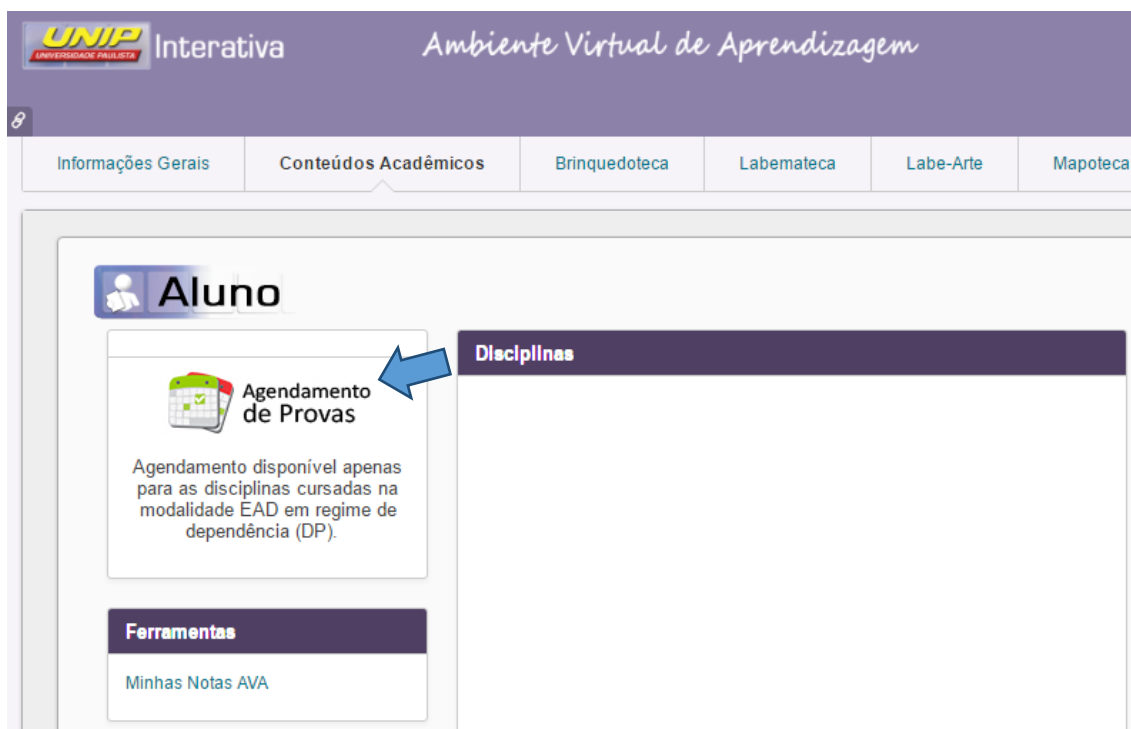 UNIP
UNIVERSIDADE PAULISTA
Interativa
Ambiente Virtual de Aprendizagem
Informações Gerais
Conteúdos Acadêmicos
Brinquedoteca
Labemateca
Labe-Arte
Mapoteca
Aluno
Agendamento
de Provas
Agendamento disponível apenas
para as disciplinas cursadas na
modalidade EAD em regime de
dependência (DP).
Disciplinas
Ferramentas
Minhas Notas AVA